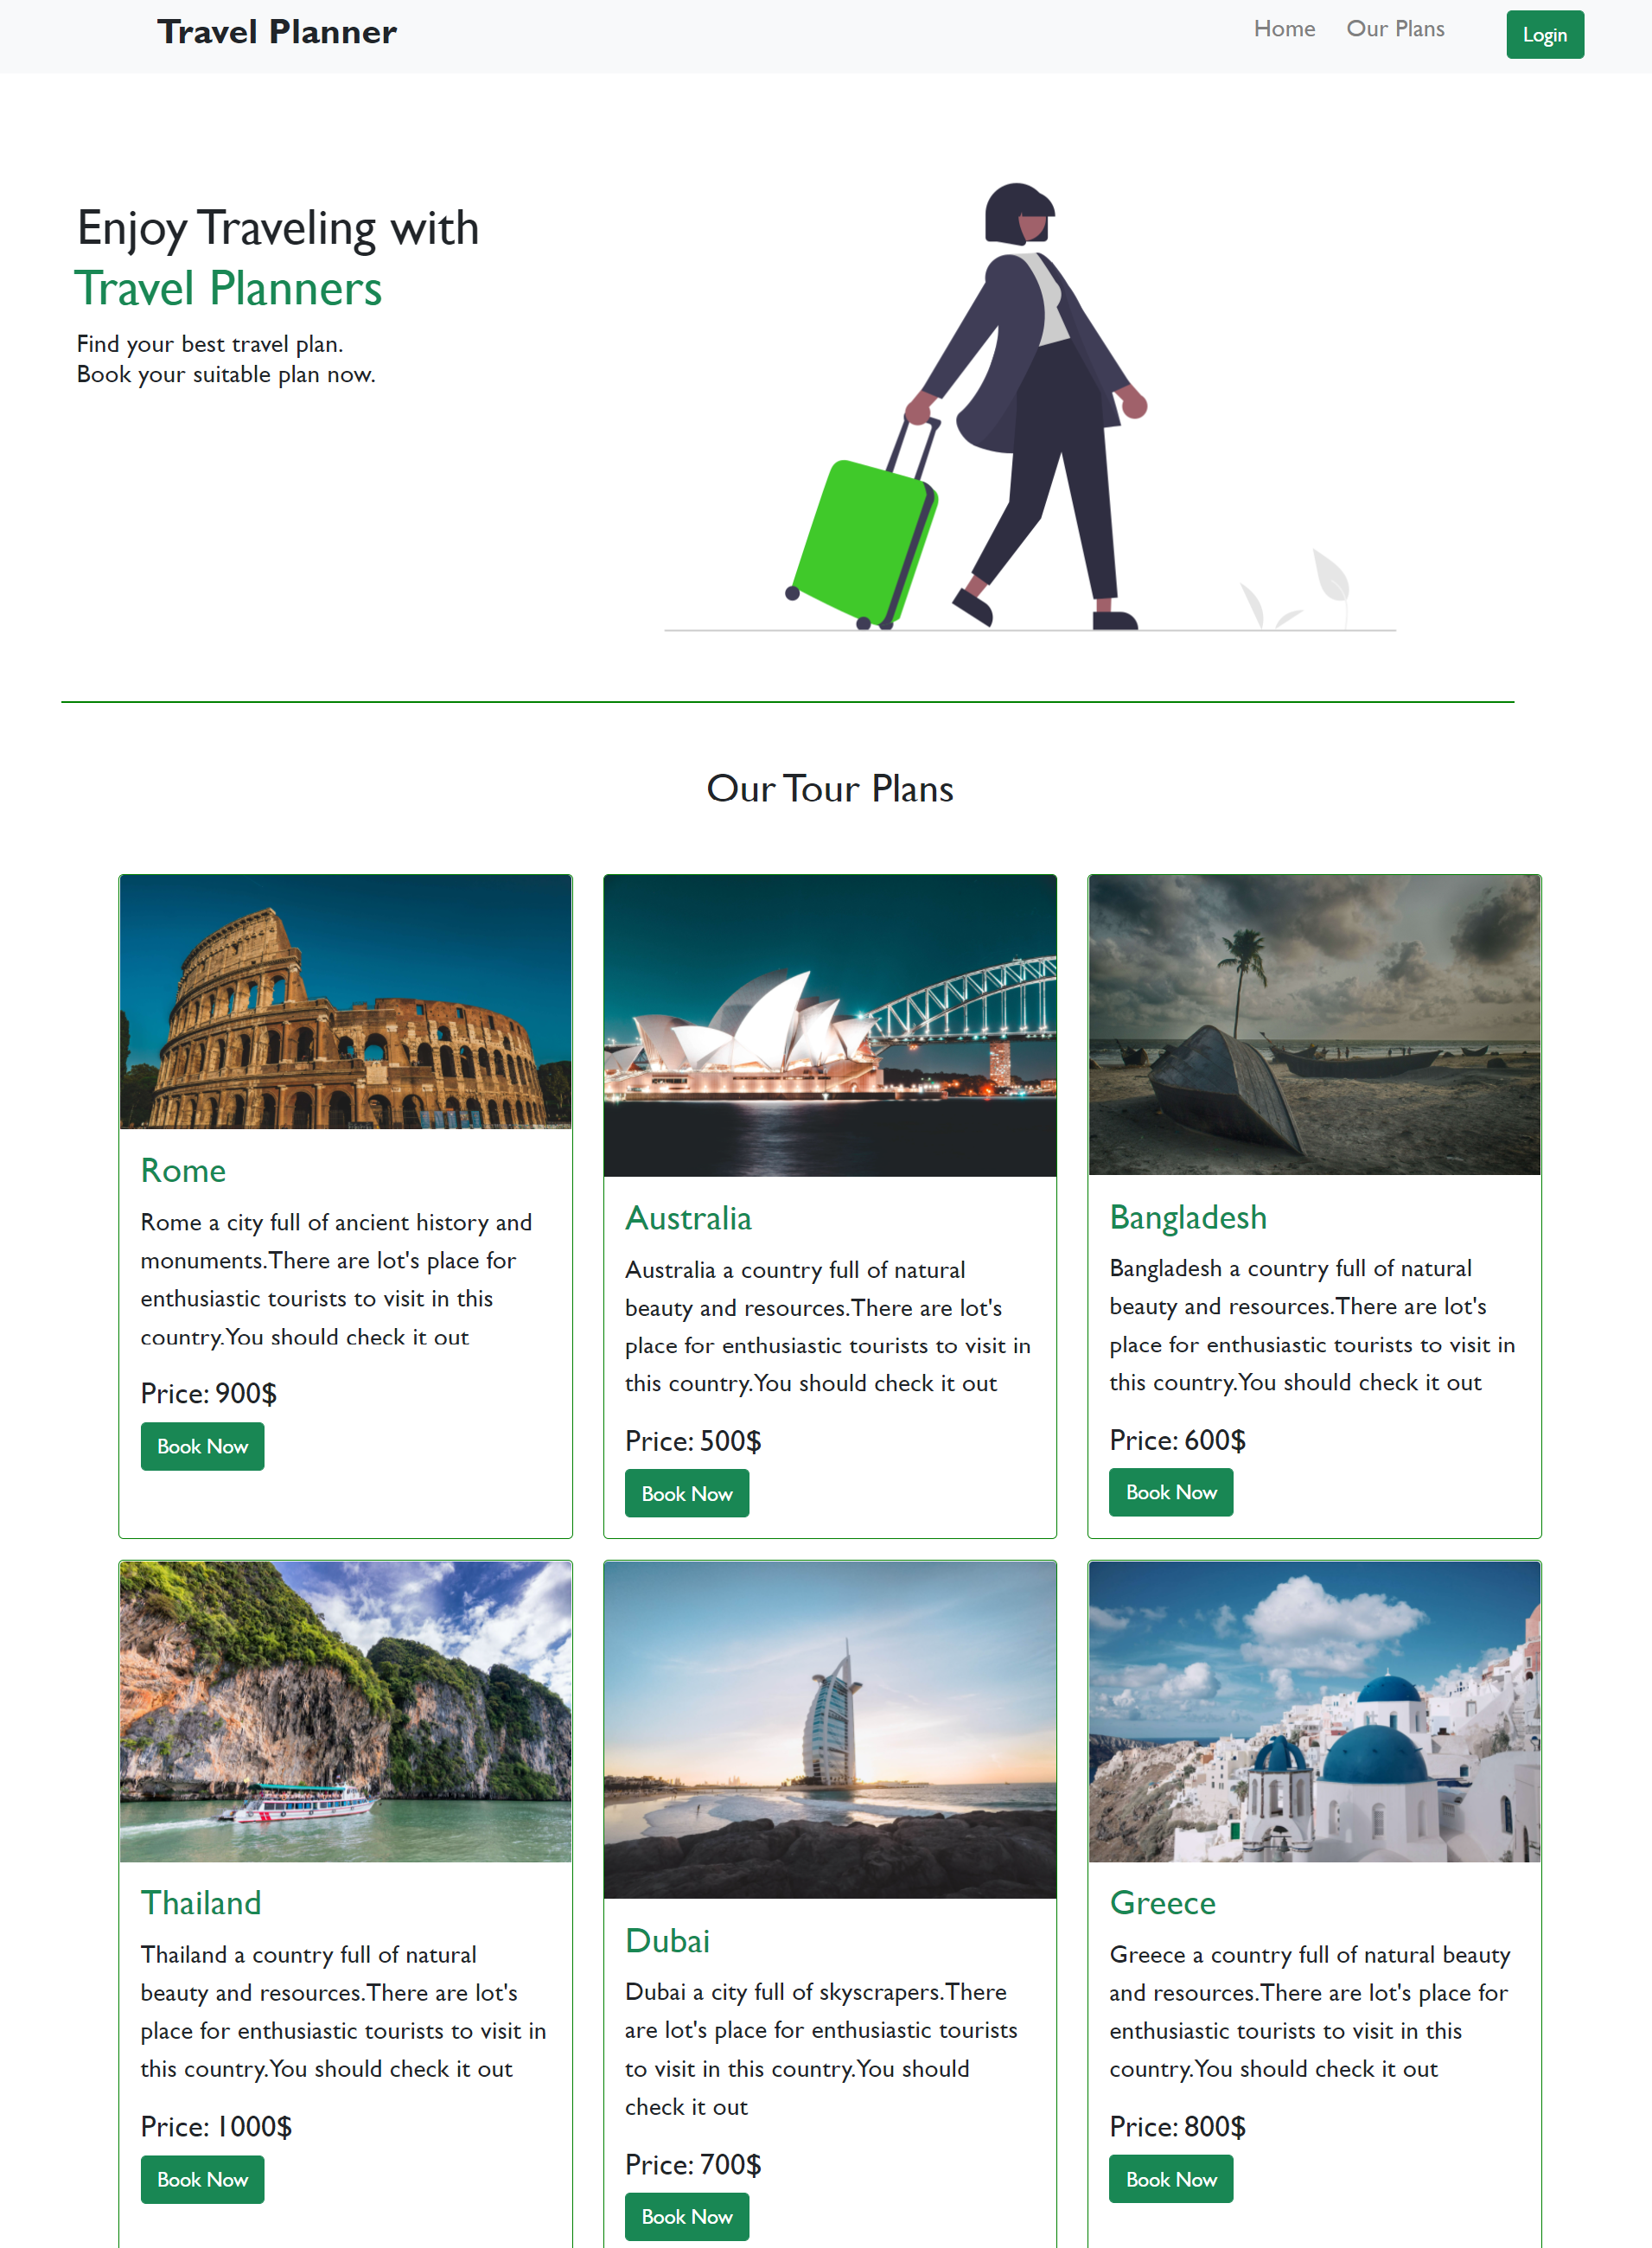 Travel Planner
Home Our Plans Login
Enjoy Traveling with
Travel Planners
Find your best travel plan.
Book your suitable plan now.
Our Tour Plans
Rome
Rome a city full of ancient history and
monuments.There are lot's place for
enthusiastic tourists to visit in this
country.You should check it out
Price: 900$
Book Now
Australia
Australia a country full of natural
beauty and resources.There are lot's
place for enthusiastic tourists to visit in
this country.You should check it out
Price: 500$
Book Now
Bangladesh
Bangladesh a country full of natural
beauty and resources.There are lot's
place for enthusiastic tourists to visit in
this country.You should check it out
Price: 600$
Book Now
Thailand
Thailand a country full of natural
beauty and resources.There are lot's
place for enthusiastic tourists to visit in
this country.You should check it out
Price: 1000$
Book Now
Dubai
Dubai a city full of skyscrapers.There
are lot's place for enthusiastic tourists
to visit in this country.You should
check it out
Price: 700$
Book Now
Greece
Greece a country full of natural beauty
and resources.There are lot's place for
enthusiastic tourists to visit in this
country.You should check it out
Price: 800$
Book Now